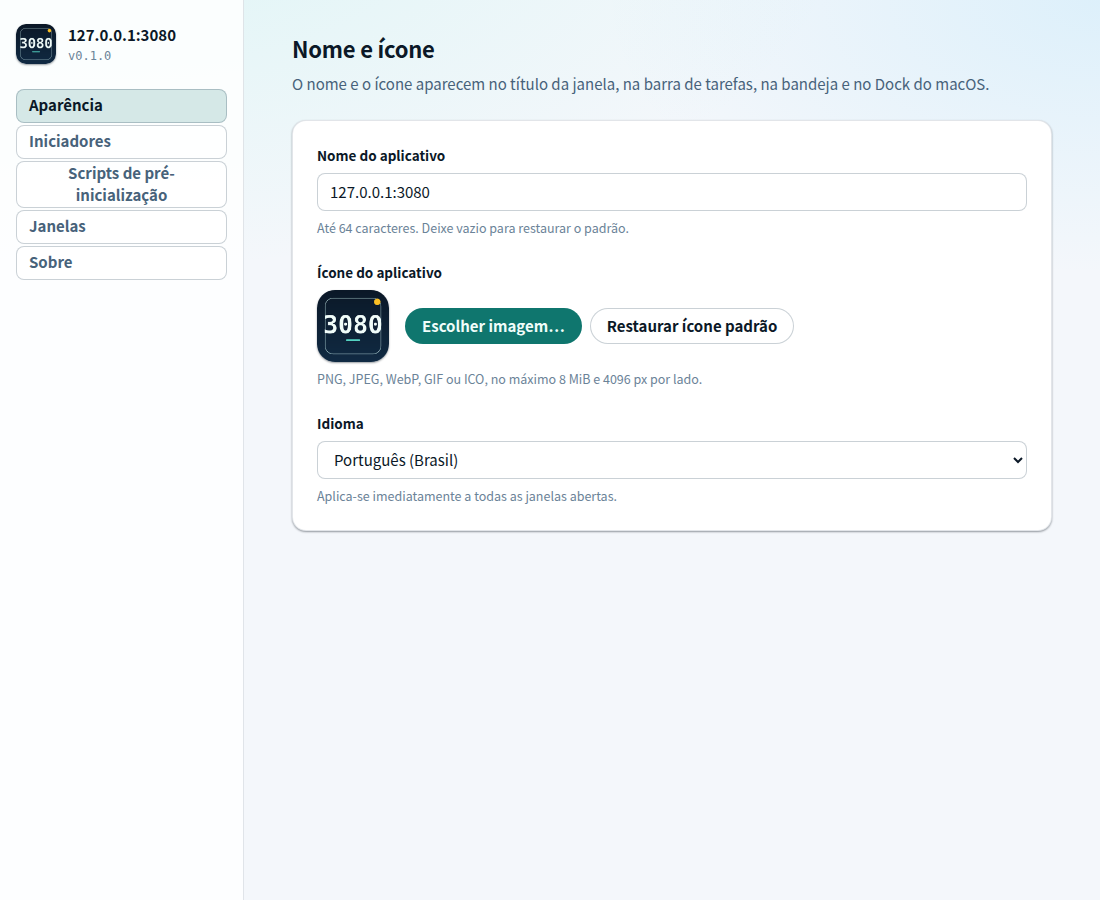 3080
127.0.0.1:3080
v0.1.0
Aparência
Iniciadores
Scripts de pré-
inicialização
Janelas
Sobre
Nome e ícone
O nome e o ícone aparecem no título da janela, na barra de tarefas, na bandeja e no Dock do macOS.
Nome do aplicativo
127.0.0.1:3080
Até 64 caracteres. Deixe vazio para restaurar o padrão.
Ícone do aplicativo
3080
Escolher imagem…
Restaurar ícone padrão
PNG, JPEG, WebP, GIF ou ICO, no máximo 8 MiB e 4096 px por lado.
Idioma
Português (Brasil)
Aplica-se imediatamente a todas as janelas abertas.